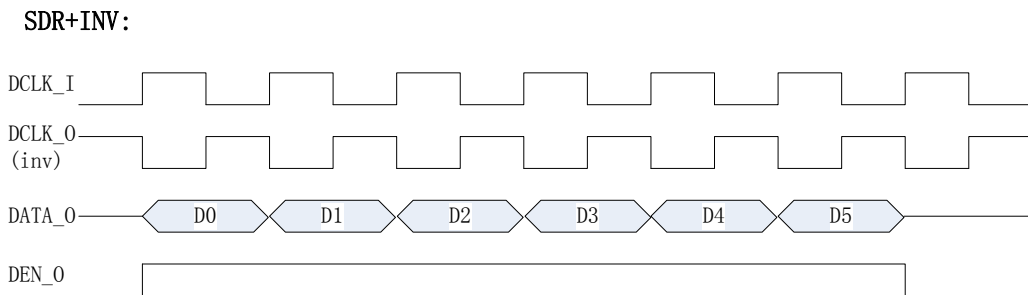 SDR+INV:
DCLK_I
DCLK_O
(inv)
DATA_O
D0
D1
D2
D3
D4
D5
DEN_O